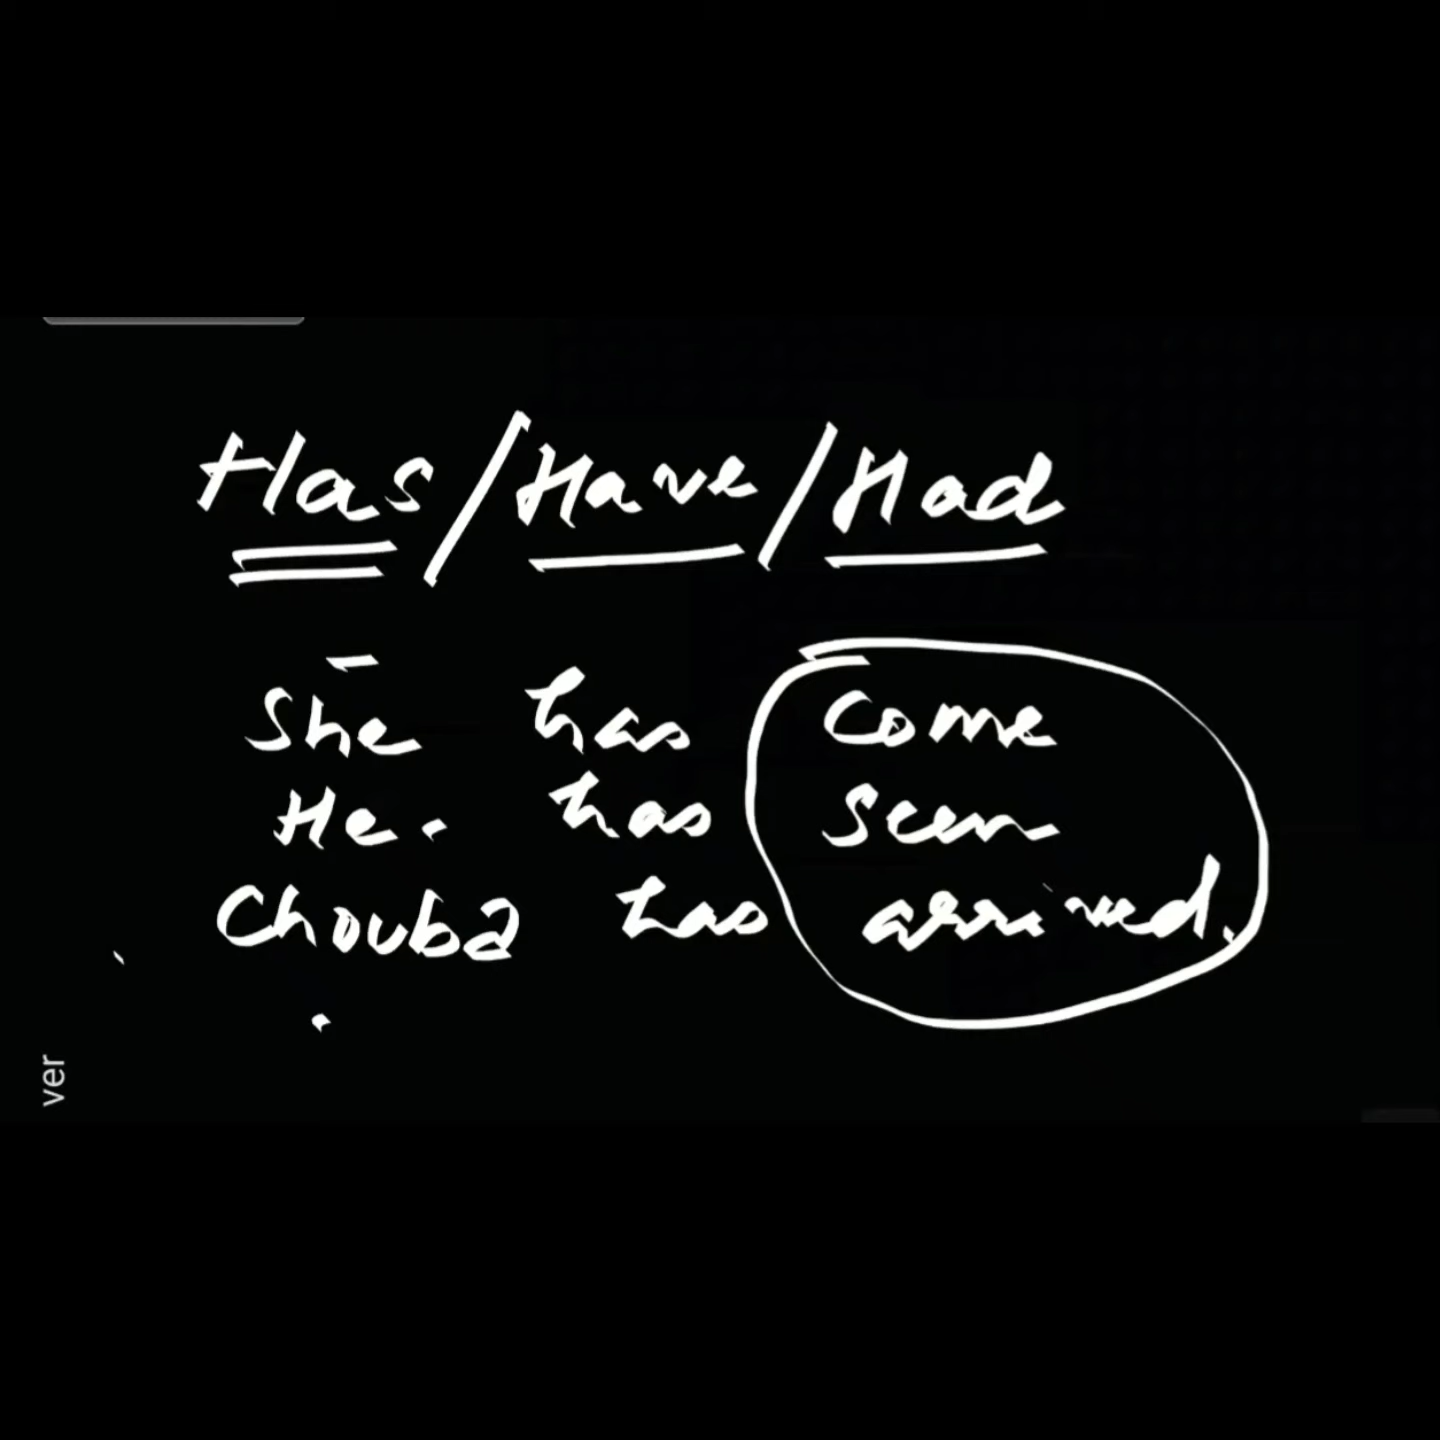 Has/Have/Had
She has come
He. has seen
Chouba has arrived.
ver